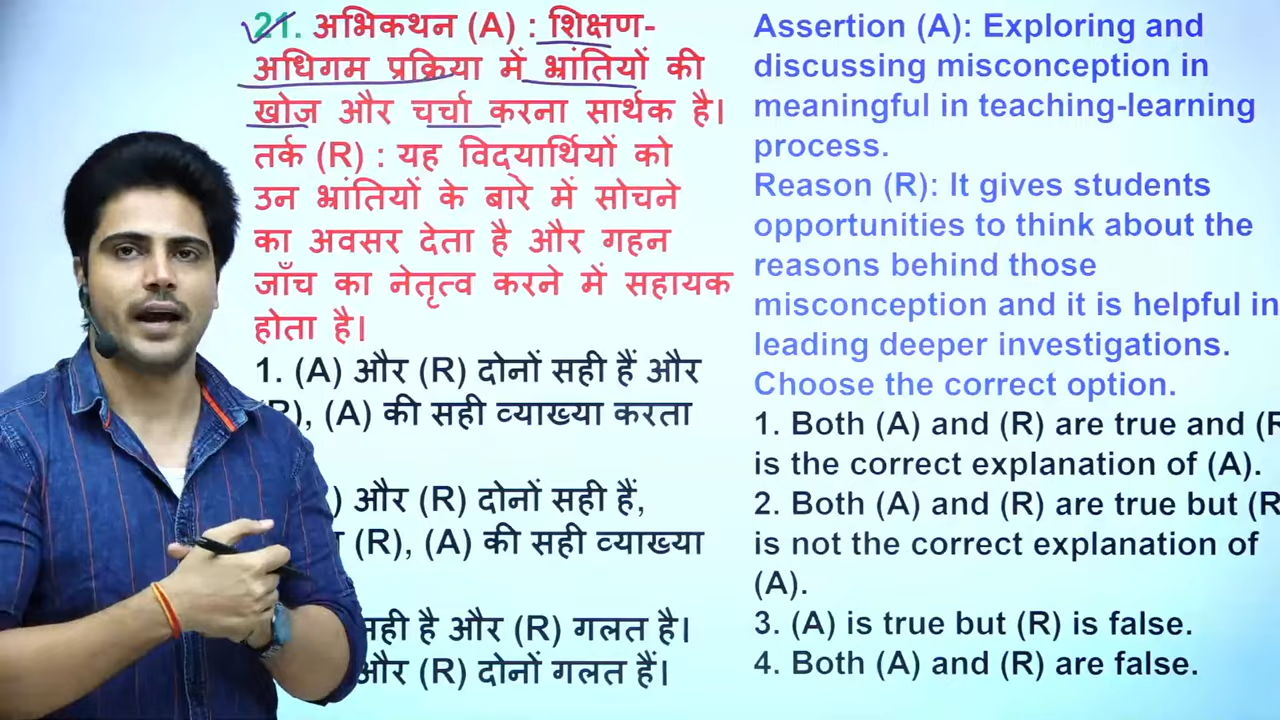 21. अभिकथन (A) : शिक्षण-
अधिगम प्रक्रिया में भ्रांतियों की
खोज और चर्चा करना सार्थक है।
तर्क (R) : यह विद्यार्थियों को
उन भ्रांतियों के बारे में सोचने
का अवसर देता है और गहन
जाँच का नेतृत्व करने में सहायक
होता है।
1. (A) और (R) दोनों सही हैं और
(R), (A) की सही व्याख्या करता
और (R) दोनों सही हैं,
(R), (A) की सही व्याख्या
सही है और (R) गलत है।
और (R) दोनों गलत हैं।
Assertion (A): Exploring and
discussing misconception in
meaningful in teaching-learning
process.
Reason (R): It gives students
opportunities to think about the
reasons behind those
misconception and it is helpful in
leading deeper investigations.
Choose the correct option.
1. Both (A) and (R) are true and (R
is the correct explanation of (A).
2. Both (A) and (R) are true but (R
is not the correct explanation of
(A).
3. (A) is true but (R) is false.
4. Both (A) and (R) are false.